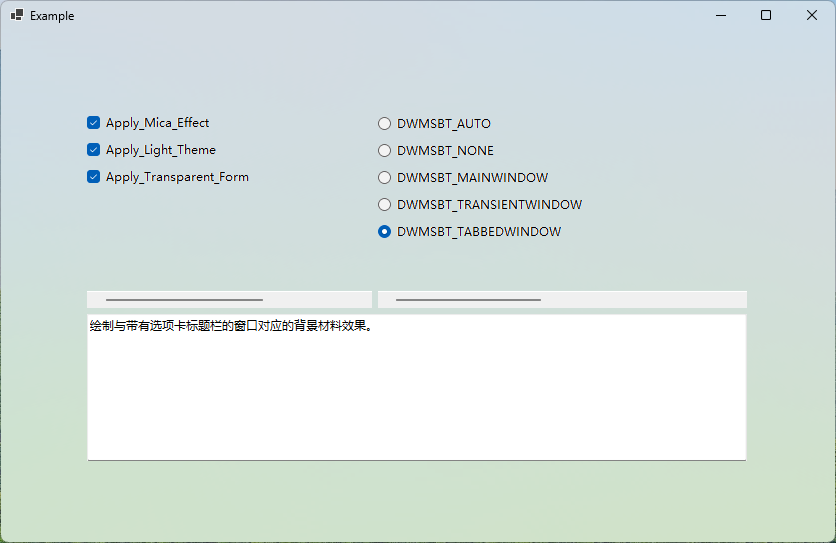 Example
Apply_Mica_Effect
Apply_Light_Theme
Apply_Transparent_Form
DWMSBT_AUTO
DWMSBT_NONE
DWMSBT_MAINWINDOW
DWMSBT_TRANSIENTWINDOW
DWMSBT_TABBEDWINDOW
绘制与带有选项卡标题栏的窗口对应的背景材料效果。